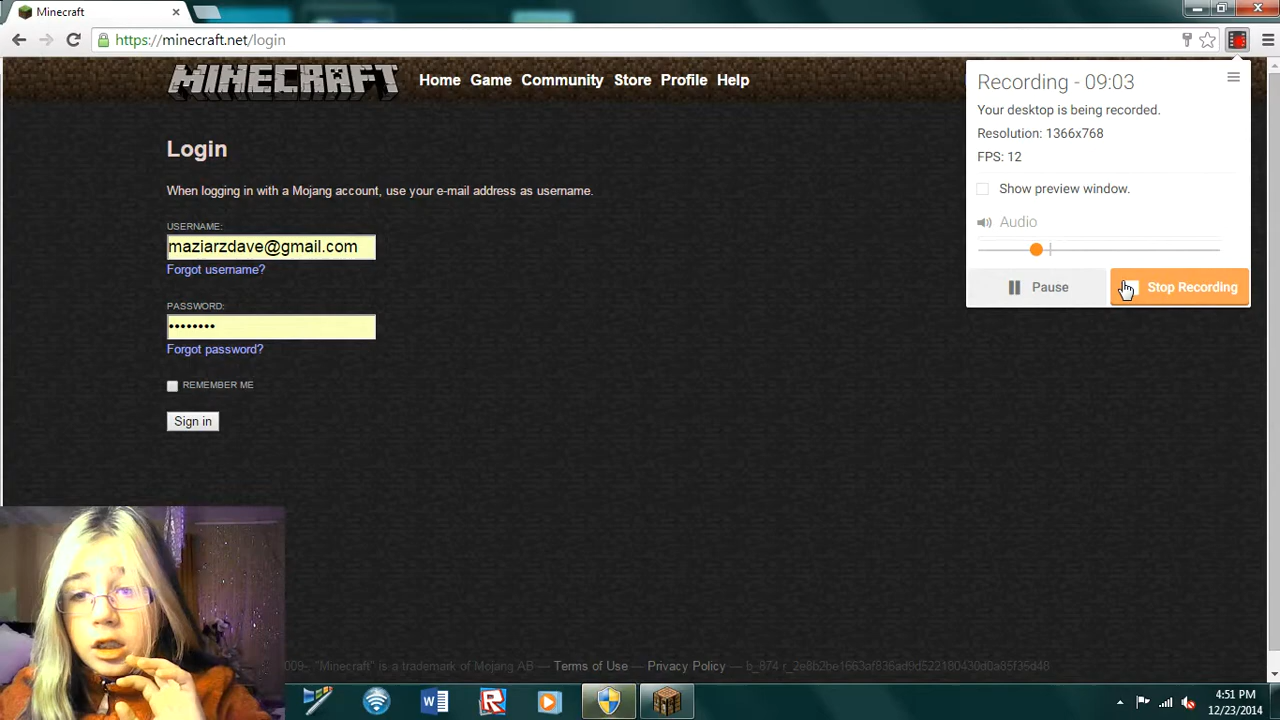 Minecraft
https://minecraft.net/login
MINECRAFT Home Game Community Store Profile Help
Recording - 09:03
Your desktop is being recorded.
Resolution: 1366x768
FPS: 12
Show preview window.
Audio
Pause Stop Recording
Login
When logging in with a Mojang account, use your e-mail address as username.
USERNAME:
maziarzdave@gmail.com
Forgot username?
PASSWORD:
••••••••
Forgot password?
REMEMBER ME
Sign in
009- "Minecraft" is a trademark of Mojang AB — Terms of Use — Privacy Policy — b_874
4:51 PM
12/23/2014